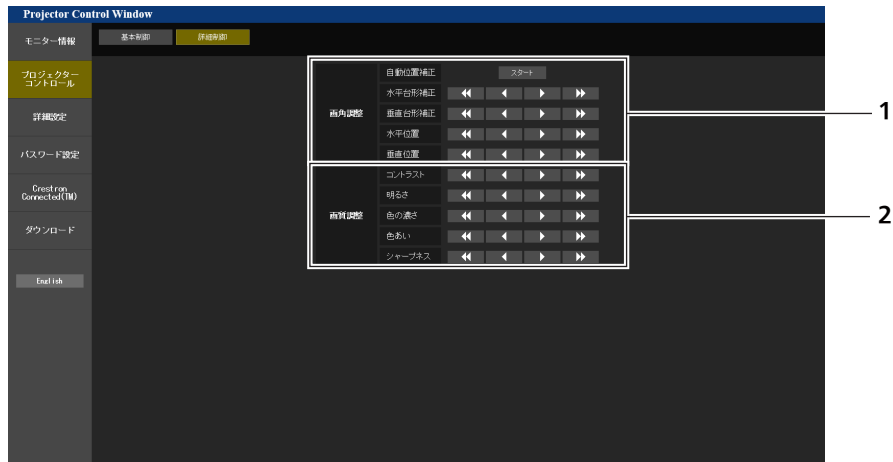 Projector Control Window
モニター情報
基本制御
詳細制御
プロジェクター
コントロール
詳細設定
パスワード設定
Crestron
Connected(TM)
ダウンロード
English
画角調整
自動位置補正
スタート
水平台形補正
垂直台形補正
水平位置
垂直位置
1
画質調整
コントラスト
明るさ
色の濃さ
色あい
シャープネス
2